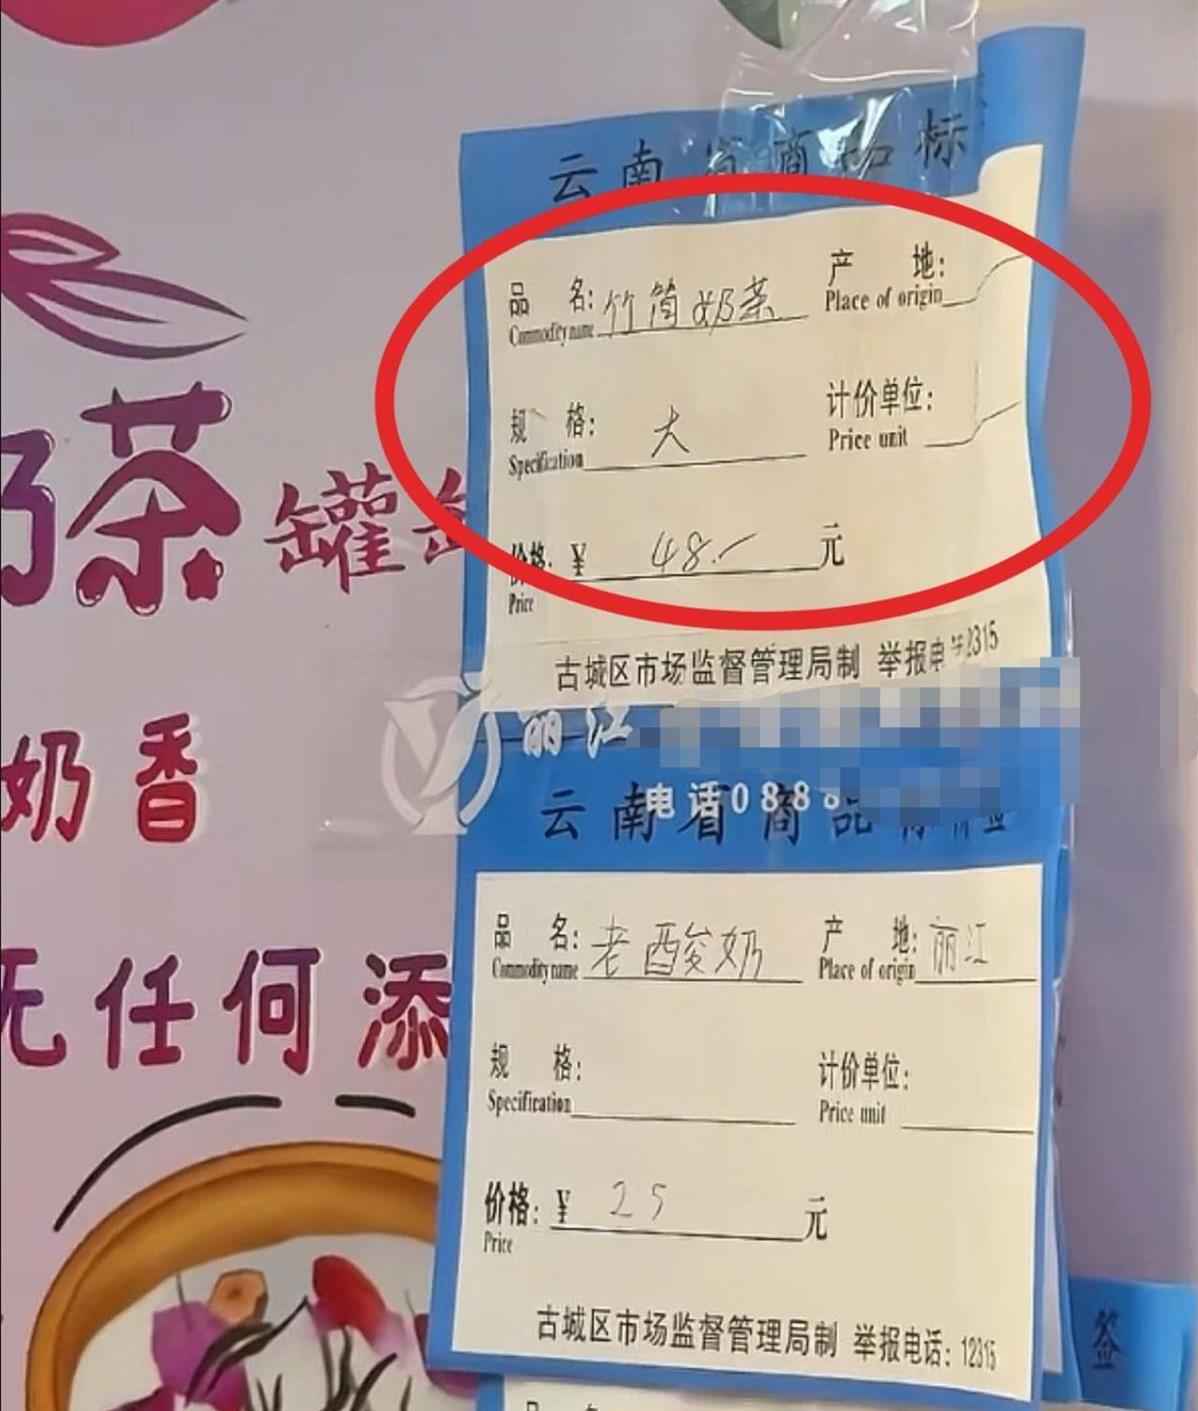 云南省商品标
品 名: 竹筒奶茶 产 地:
Commodity name Place of origin
规 格: 大 计价单位:
Specification Price unit
价格: ¥ 48.- 元
Price
古城区市场监督管理局制 举报电话2315
丽江
电话0888
云南省商品标价签
品 名: 老酸奶 产 地: 丽江
Commodity name Place of origin
规 格: 计价单位:
Specification Price unit
价格: ¥ 25 元
Price
古城区市场监督管理局制 举报电话: 12315
签
奶茶 罐
奶香
无任何添